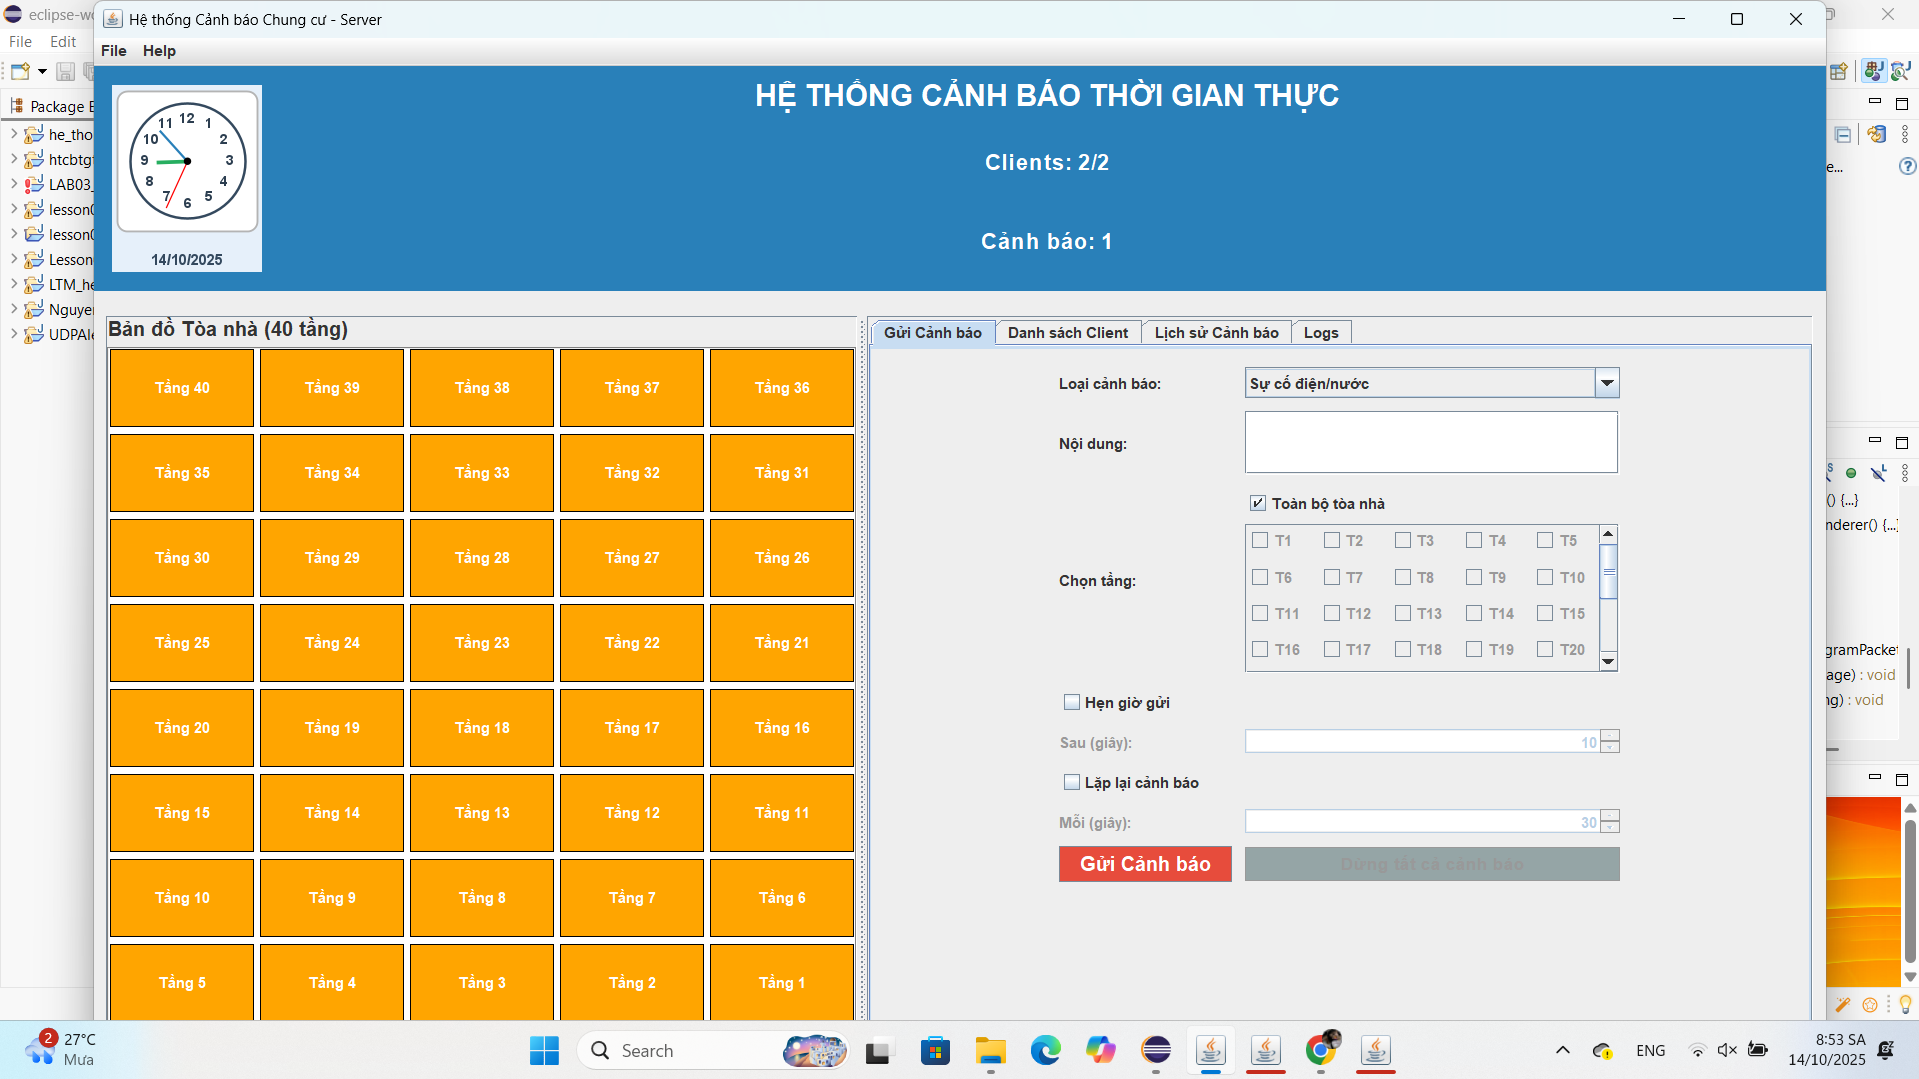 eclipse-wo
File Edit
Package E
he_tho
htcbtgt
LAB03_
lesson0
lesson0
Lesson
LTM_he
Nguyen
UDPAle
Hệ thống Cảnh báo Chung cư - Server
File Help
12 1 2 3 4 5 6 7 8 9 10 11
14/10/2025
HỆ THỐNG CẢNH BÁO THỜI GIAN THỰC
Clients: 2/2
Cảnh báo: 1
Bản đồ Tòa nhà (40 tầng)
Tầng 40 Tầng 39 Tầng 38 Tầng 37 Tầng 36
Tầng 35 Tầng 34 Tầng 33 Tầng 32 Tầng 31
Tầng 30 Tầng 29 Tầng 28 Tầng 27 Tầng 26
Tầng 25 Tầng 24 Tầng 23 Tầng 22 Tầng 21
Tầng 20 Tầng 19 Tầng 18 Tầng 17 Tầng 16
Tầng 15 Tầng 14 Tầng 13 Tầng 12 Tầng 11
Tầng 10 Tầng 9 Tầng 8 Tầng 7 Tầng 6
Tầng 5 Tầng 4 Tầng 3 Tầng 2 Tầng 1
Gửi Cảnh báo Danh sách Client Lịch sử Cảnh báo Logs
Loại cảnh báo: Sự cố điện/nước
Nội dung:
Toàn bộ tòa nhà
Chọn tầng:
T1 T2 T3 T4 T5
T6 T7 T8 T9 T10
T11 T12 T13 T14 T15
T16 T17 T18 T19 T20
Hẹn giờ gửi
Sau (giây): 10
Lặp lại cảnh báo
Mỗi (giây): 30
Gửi Cảnh báo Dừng tất cả cảnh báo
e...
() {...}
nderer() {...}
gramPacket
age) : void
ng) : void
2 27°C
Mưa
Search
ENG
8:53 SA
14/10/2025